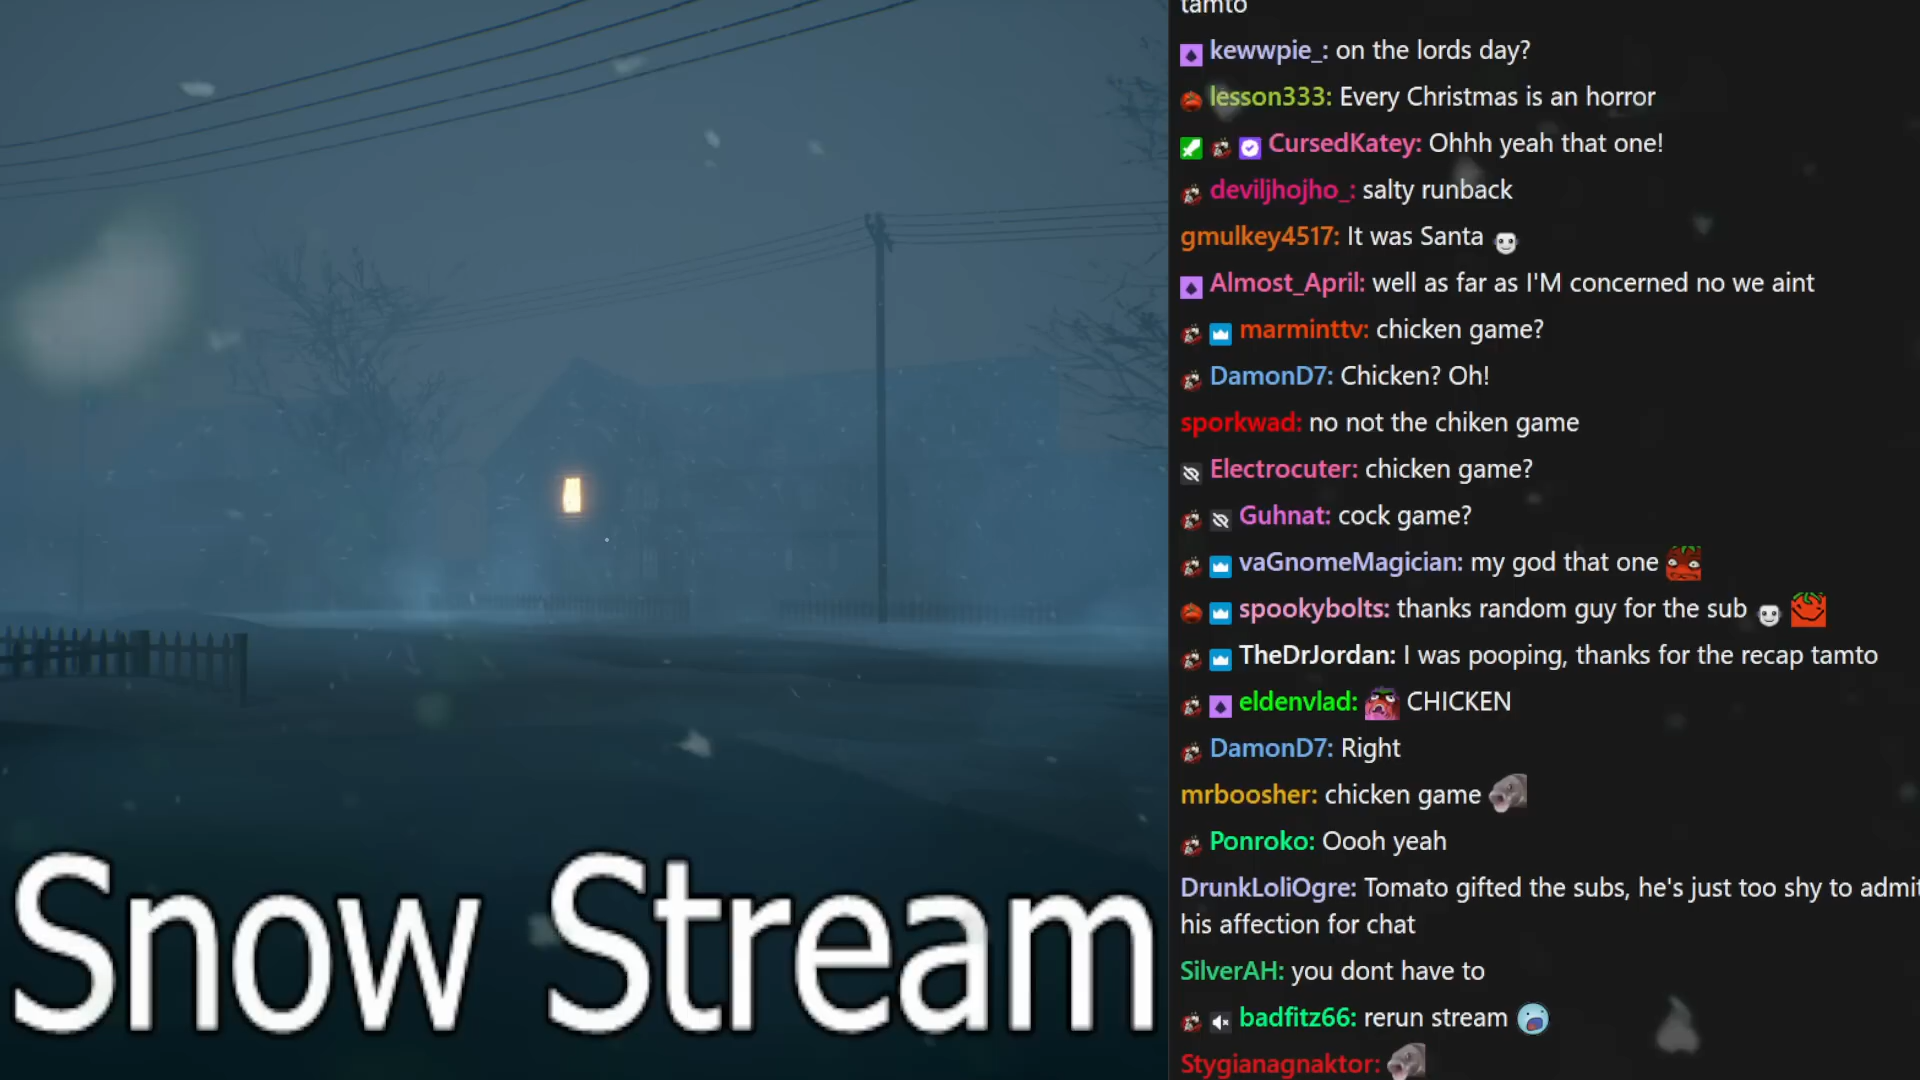 tamto
kewwpie_: on the lords day?
lesson333: Every Christmas is an horror
CursedKatey: Ohhh yeah that one!
deviljhojho_: salty runback
gmulkey4517: It was Santa
Almost_April: well as far as I'M concerned no we aint
marminttv: chicken game?
DamonD7: Chicken? Oh!
sporkwad: no not the chiken game
Electrocuter: chicken game?
Guhnat: cock game?
vaGnomeMagician: my god that one
spookybolts: thanks random guy for the sub
TheDrJordan: I was pooping, thanks for the recap tamto
eldenvlad: CHICKEN
DamonD7: Right
mrboosher: chicken game
Ponroko: Oooh yeah
DrunkLoliOgre: Tomato gifted the subs, he's just too shy to admit
his affection for chat
SilverAH: you dont have to
badfitz66: rerun stream
Stygianagnaktor:
Snow Stream